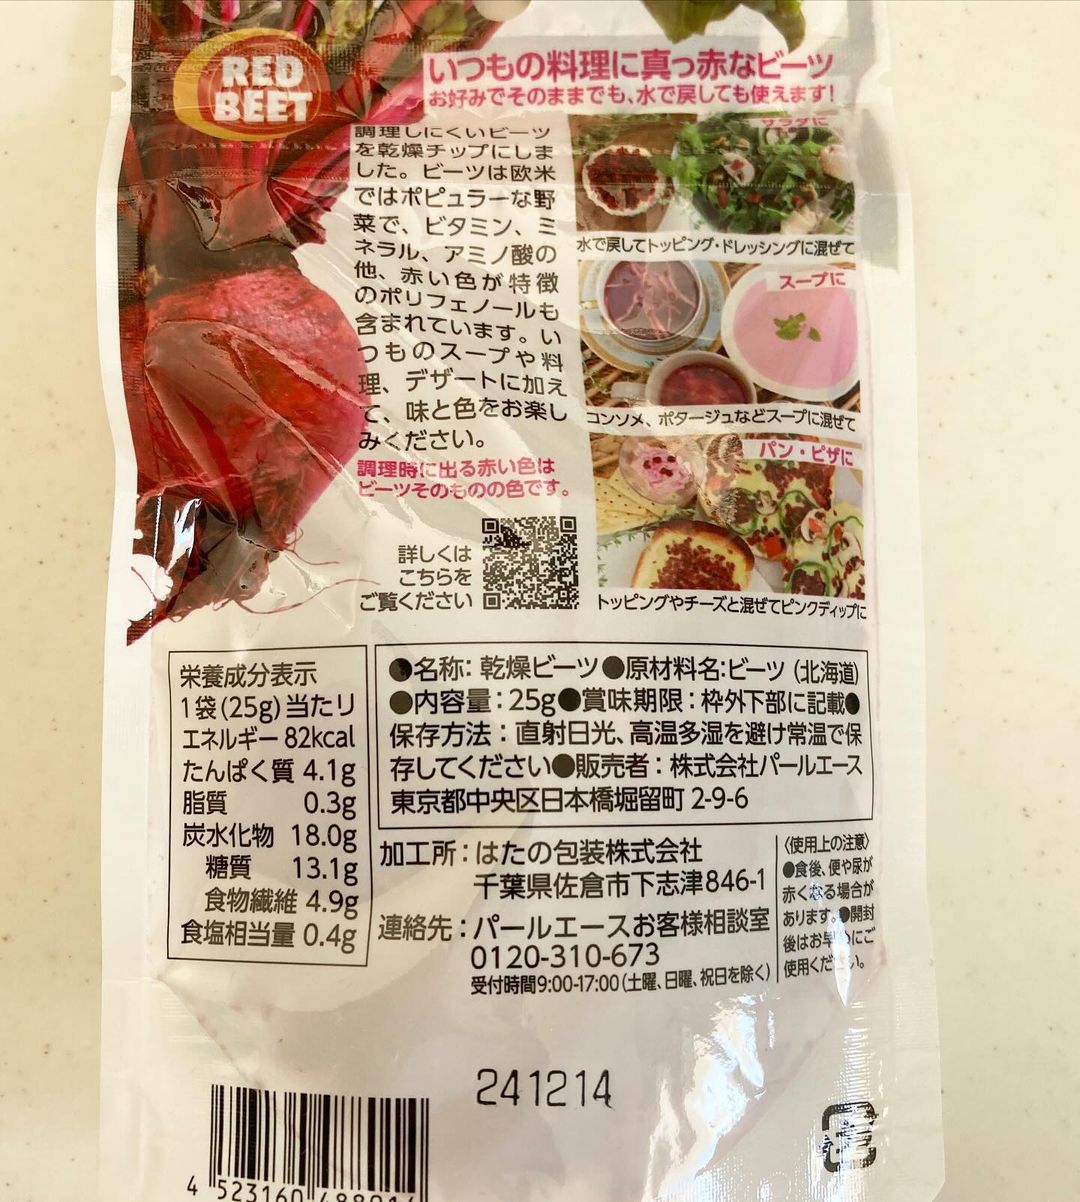 RED
BEET
いつもの料理に真っ赤なビーツ
お好みでそのままでも、水で戻しても使えます!
調理しにくいビーツ
を乾燥チップにしま
した。ビーツは欧米
ではポピュラーな野
菜で、ビタミン、ミ
ネラル、アミノ酸の
他、赤い色が特徴
のポリフェノールも
含まれています。い
つものスープや料
理、デザートに加え
て、味と色をお楽し
みください。
調理時に出る赤い色は
ビーツそのものの色です。
詳しくは
こちらを
ご覧ください
サラダに
水で戻してトッピング・ドレッシングに混ぜて
スープに
コンソメ、ポタージュなどスープに混ぜて
パン・ピザに
トッピングやチーズと混ぜてピンクディップに
栄養成分表示
1袋(25g)当たり
エネルギー 82kcal
たんぱく質 4.1g
脂質 0.3g
炭水化物 18.0g
糖質 13.1g
食物繊維 4.9g
食塩相当量 0.4g
●名称: 乾燥ビーツ●原材料名:ビーツ (北海道)
●内容量:25g●賞味期限:枠外下部に記載●
保存方法:直射日光、高温多湿を避け常温で保
存してください●販売者:株式会社パールエース
東京都中央区日本橋堀留町 2-9-6
加工所:はたの包装株式会社
千葉県佐倉市下志津846-1
連絡先:パールエースお客様相談室
0120-310-673
受付時間9:00-17:00(土曜、日曜、祝日を除く)
〈使用上の注意〉
●食後、便や尿が
赤くなる場合が
あります。●開封
後はお早めにご
使用ください。
241214
4 523160